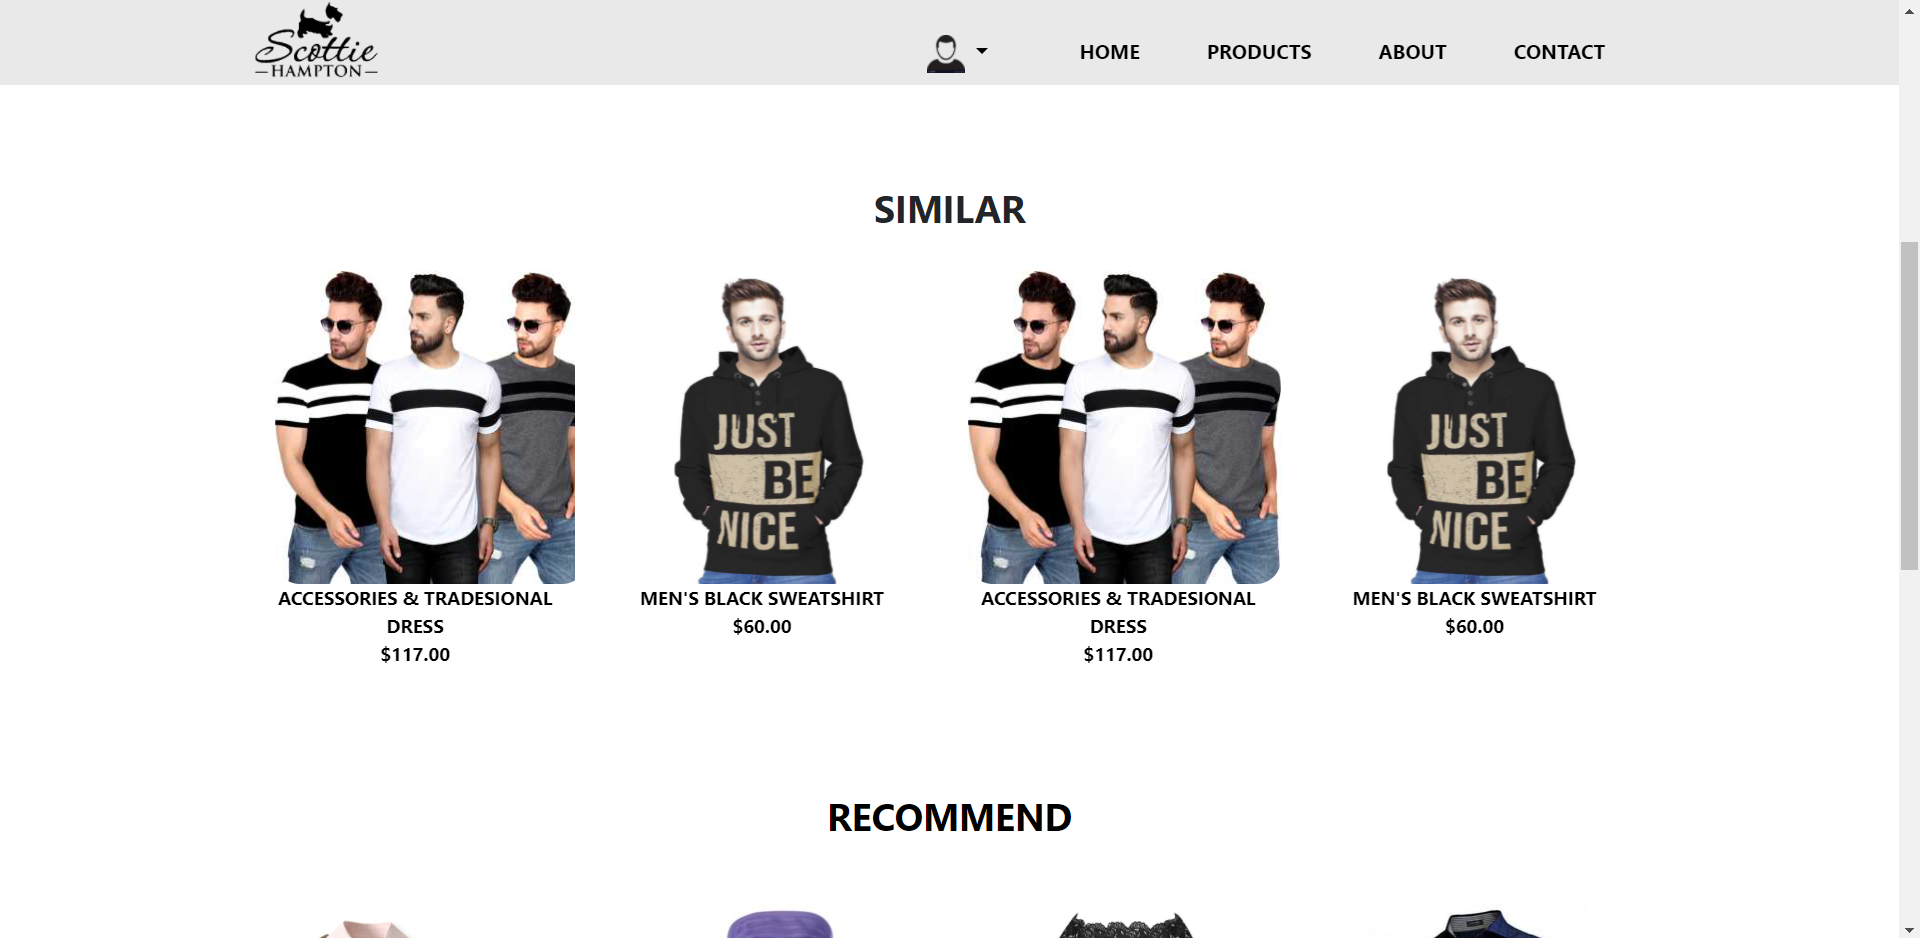 Scottie
HAMPTON
HOME
PRODUCTS
ABOUT
CONTACT
SIMILAR
JUST
BE
NICE
JUST
BE
NICE
ACCESSORIES & TRADESIONAL
DRESS
$117.00
MEN'S BLACK SWEATSHIRT
$60.00
ACCESSORIES & TRADESIONAL
DRESS
$117.00
MEN'S BLACK SWEATSHIRT
$60.00
RECOMMEND